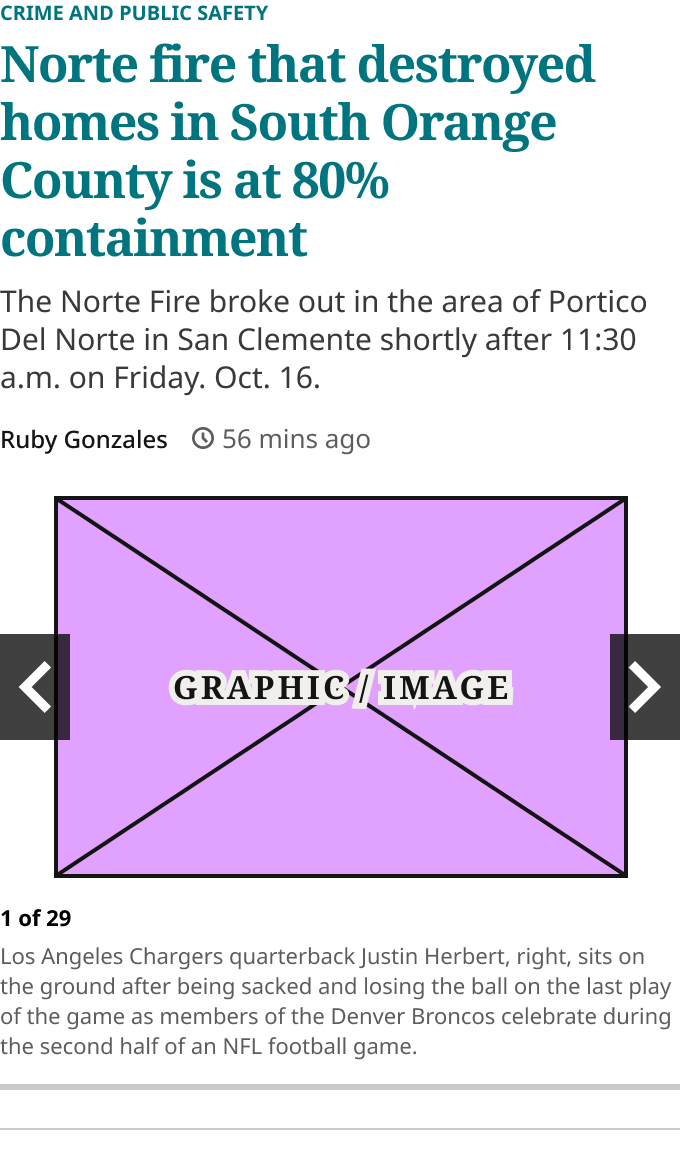 CRIME AND PUBLIC SAFETY
Norte fire that destroyed
homes in South Orange
County is at 80%
containment
The Norte Fire broke out in the area of Portico
Del Norte in San Clemente shortly after 11:30
a.m. on Friday. Oct. 16.
Ruby Gonzales 56 mins ago
GRAPHIC / IMAGE
1 of 29
Los Angeles Chargers quarterback Justin Herbert, right, sits on
the ground after being sacked and losing the ball on the last play
of the game as members of the Denver Broncos celebrate during
the second half of an NFL football game.